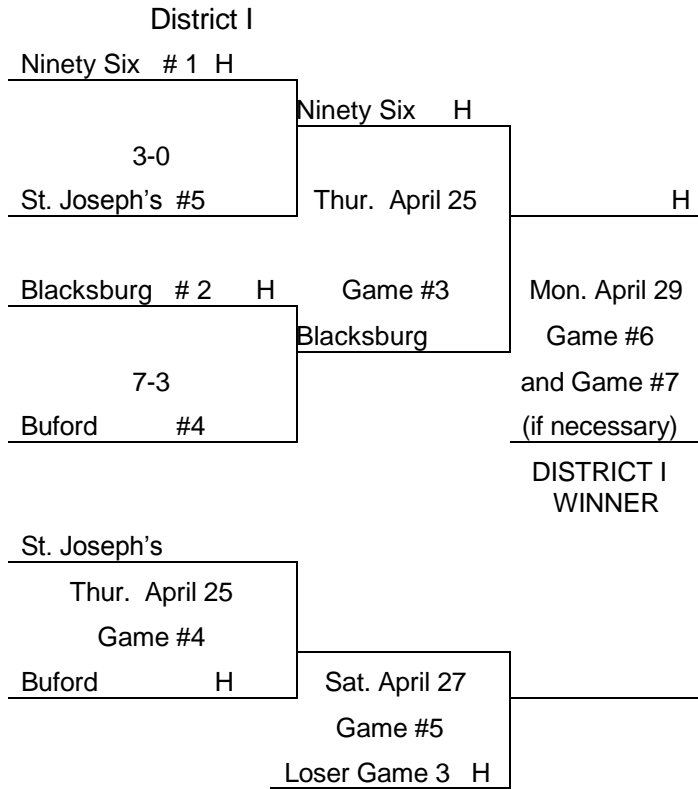 District I
Ninety Six # 1 H
Ninety Six H
3-0
St. Joseph's #5
Thur. April 25
H
Blacksburg # 2 H
Game #3
Mon. April 29
Blacksburg
Game #6
7-3
and Game #7
Buford #4
(if necessary)
DISTRICT I
WINNER
St. Joseph's
Thur. April 25
Game #4
Buford H
Sat. April 27
Game #5
Loser Game 3 H